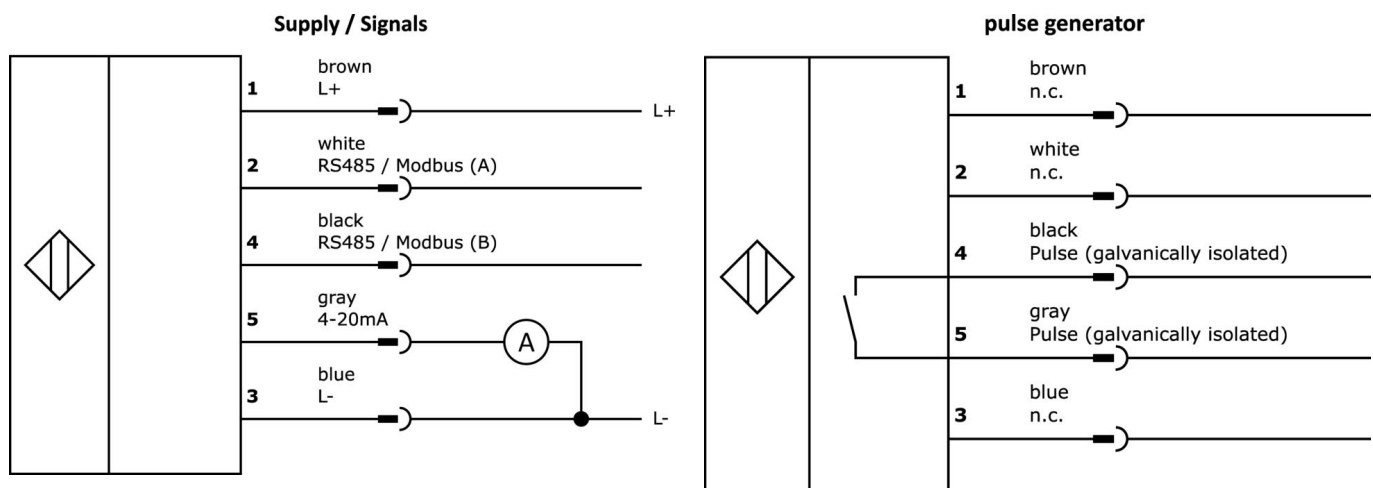 Supply / Signals
brown
1 L+
L+
white
2 RS485 / Modbus (A)
black
4 RS485 / Modbus (B)
gray
5 4-20mA
A
blue
3 L-
L-
pulse generator
brown
1 n.c.
white
2 n.c.
black
4 Pulse (galvanically isolated)
gray
5 Pulse (galvanically isolated)
blue
3 n.c.